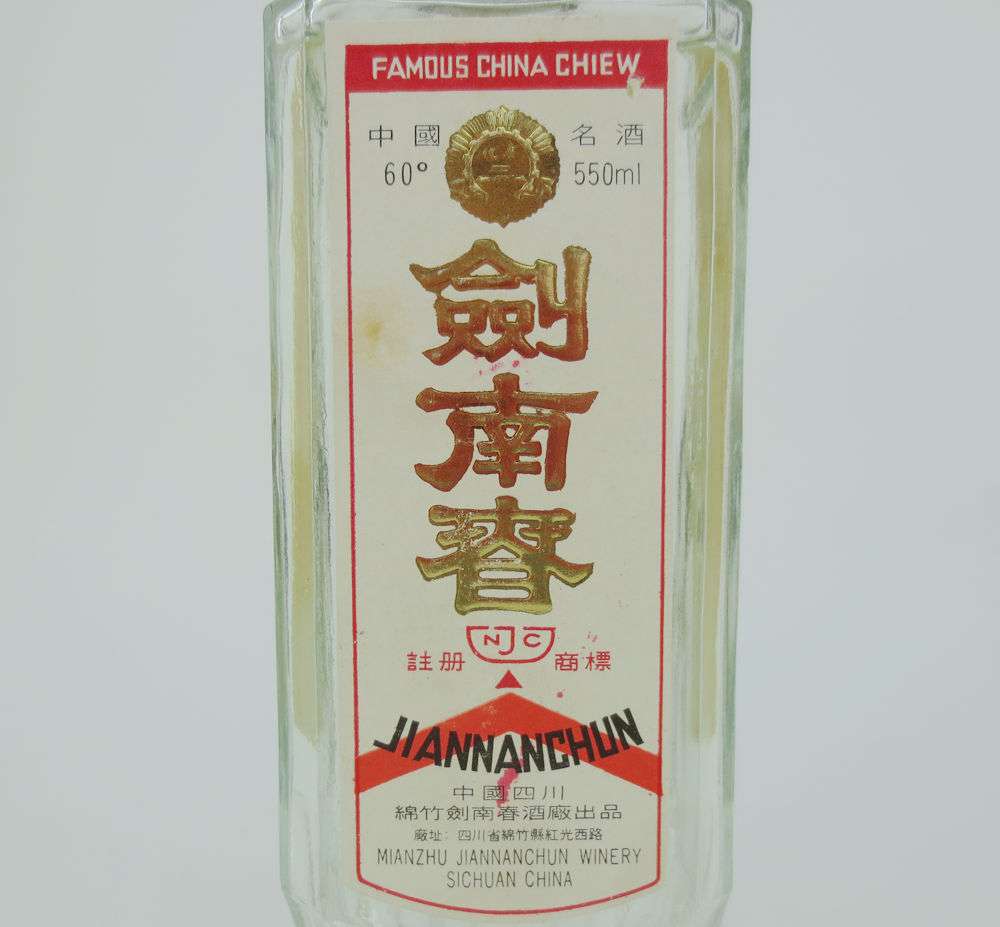 FAMOUS CHINA CHIEW
中國 名酒
60° 550ml
劍南春
NJC
註册 商標
JIANNANCHUN
中國四川
綿竹劍南春酒廠出品
廠址：四川省綿竹縣紅光西路
MIANZHU JIANNANCHUN WINERY
SICHUAN CHINA